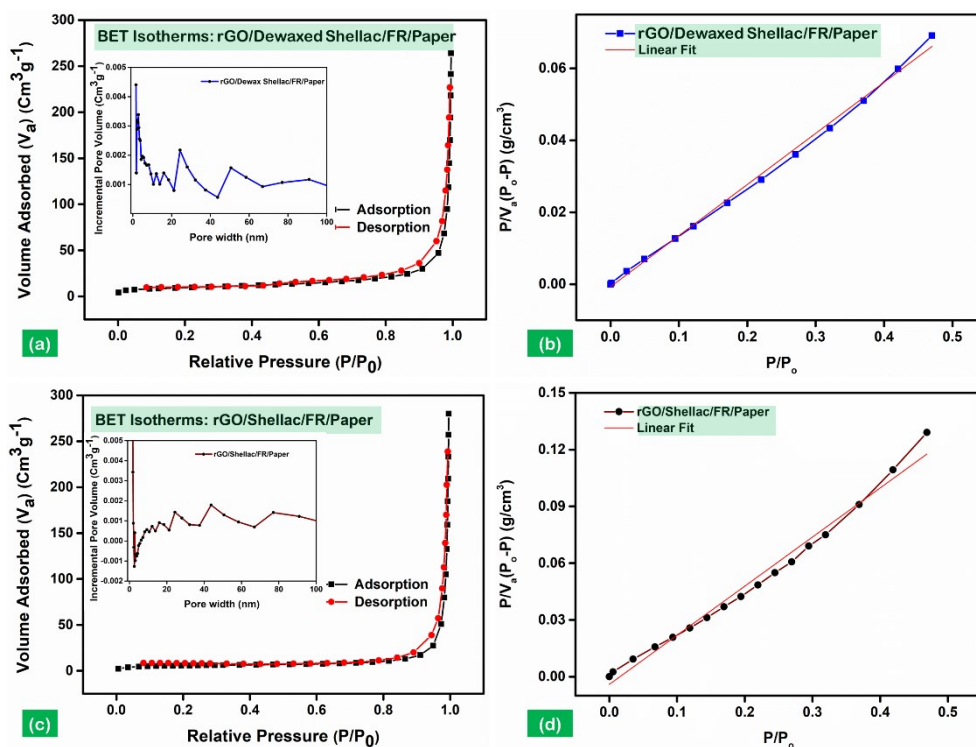 BET Isotherms: rGO/Dewaxed Shellac/FR/Paper
Volume Adsorbed (Vₐ) (Cm³g⁻¹)
300
250
200
150
100
50
0
0.0 0.2 0.4 0.6 0.8 1.0
Relative Pressure (P/P₀)
Incremental Pore Volume (Cm³g⁻¹)
0.005
0.004
0.003
0.002
0.001
0.001
0 20 40 60 80 100
Pore width (nm)
rGO/Dewax Shellac/FR/Paper
Adsorption
Desorption
(a)
rGO/Dewaxed Shellac/FR/Paper
Linear Fit
P/Vₐ(Pₒ-P) (g/cm³)
0.06
0.04
0.02
0.00
0.0 0.1 0.2 0.3 0.4 0.5
P/Pₒ
(b)
BET Isotherms: rGO/Shellac/FR/Paper
Volume Adsorbed (Vₐ) (Cm³g⁻¹)
300
250
200
150
100
50
0
0.0 0.2 0.4 0.6 0.8 1.0
Relative Pressure (P/P₀)
Incremental Pore Volume (Cm³g⁻¹)
0.005
0.004
0.003
0.002
0.001
0.000
0.001
-0.002
0 20 40 60 80 100
Pore width (nm)
rGO/Shellac/FR/Paper
Adsorption
Desorption
(c)
rGO/Shellac/FR/Paper
Linear Fit
P/Vₐ(Pₒ-P) (g/cm³)
0.15
0.12
0.09
0.06
0.03
0.00
0.0 0.1 0.2 0.3 0.4 0.5
P/Pₒ
(d)